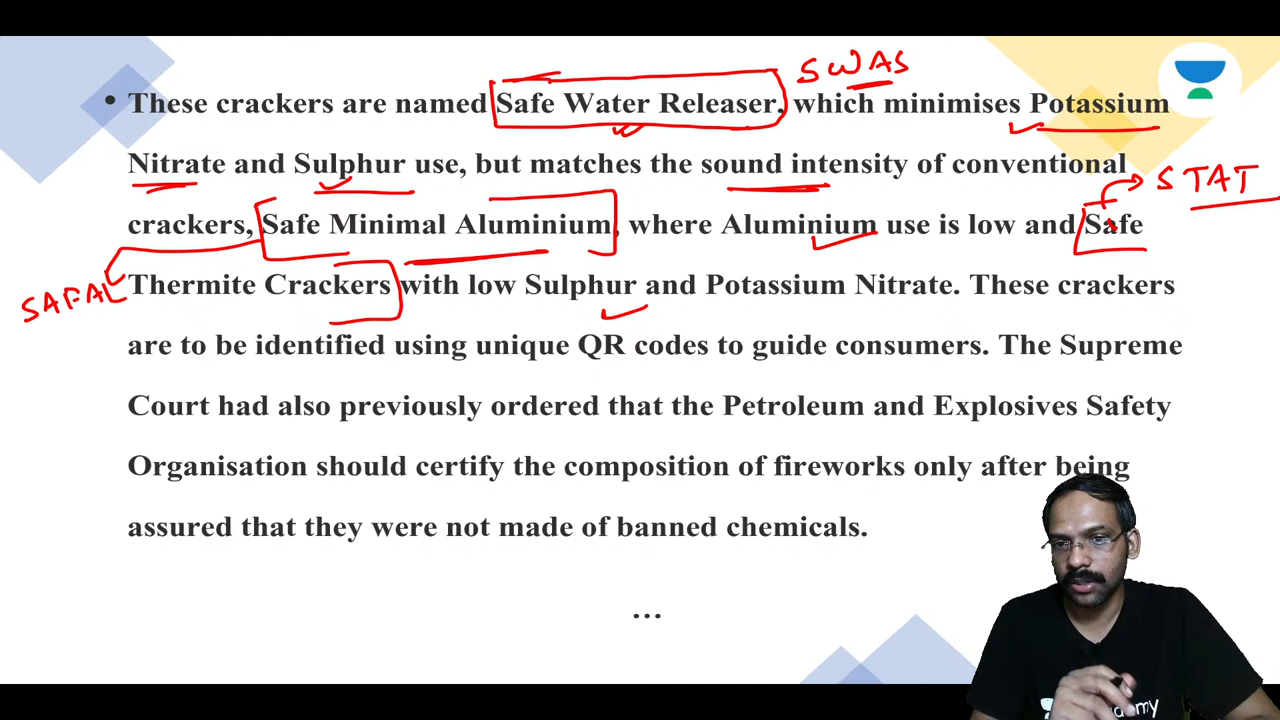 SWAS
• These crackers are named Safe Water Releaser, which minimises Potassium
Nitrate and Sulphur use, but matches the sound intensity of conventional
STAT
crackers, Safe Minimal Aluminium, where Aluminium use is low and Safe
SAFAL
Thermite Crackers with low Sulphur and Potassium Nitrate. These crackers
are to be identified using unique QR codes to guide consumers. The Supreme
Court had also previously ordered that the Petroleum and Explosives Safety
Organisation should certify the composition of fireworks only after being
assured that they were not made of banned chemicals.
...